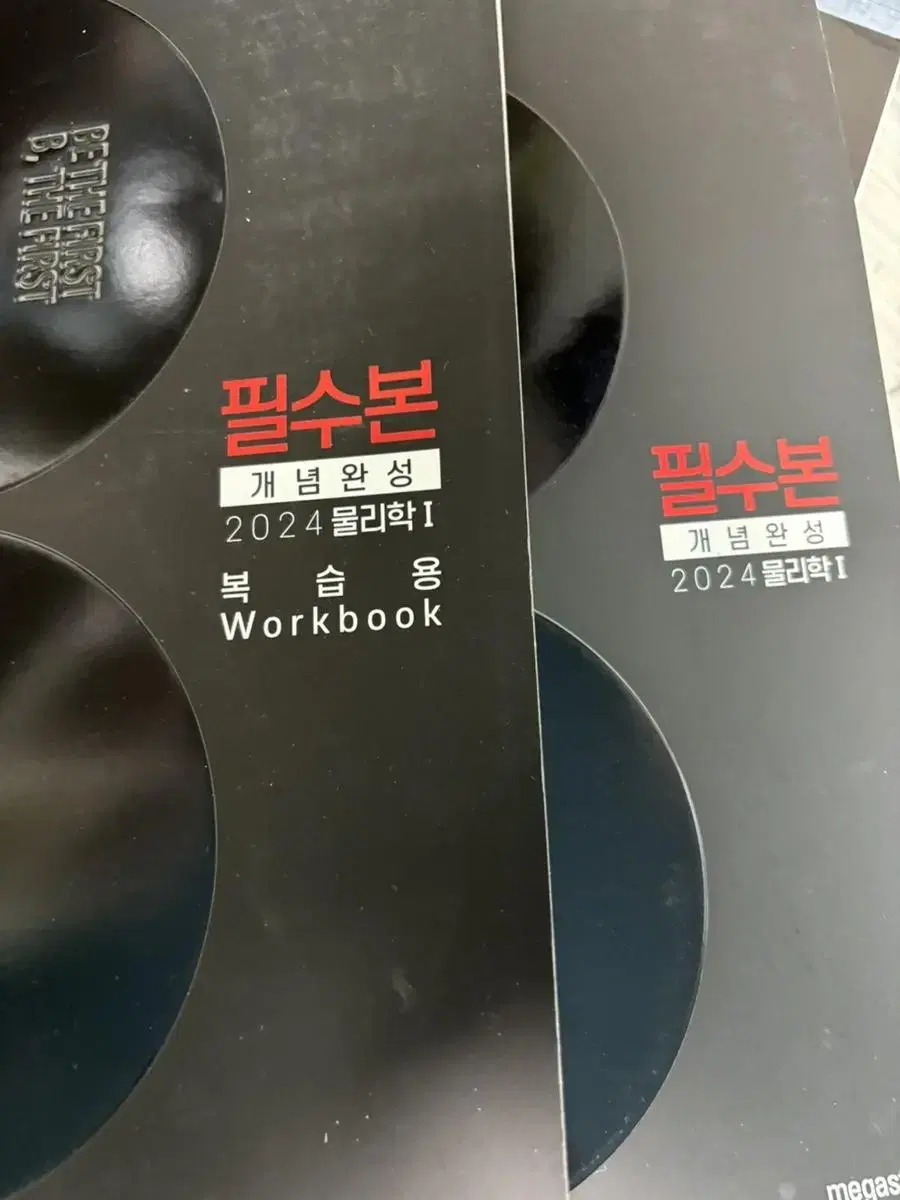 BE THE FIRST
B, THE FIRST
필수본
개념완성
2024 물리학 I
복습용
Workbook
필수본
개념완성
2024 물리학 I